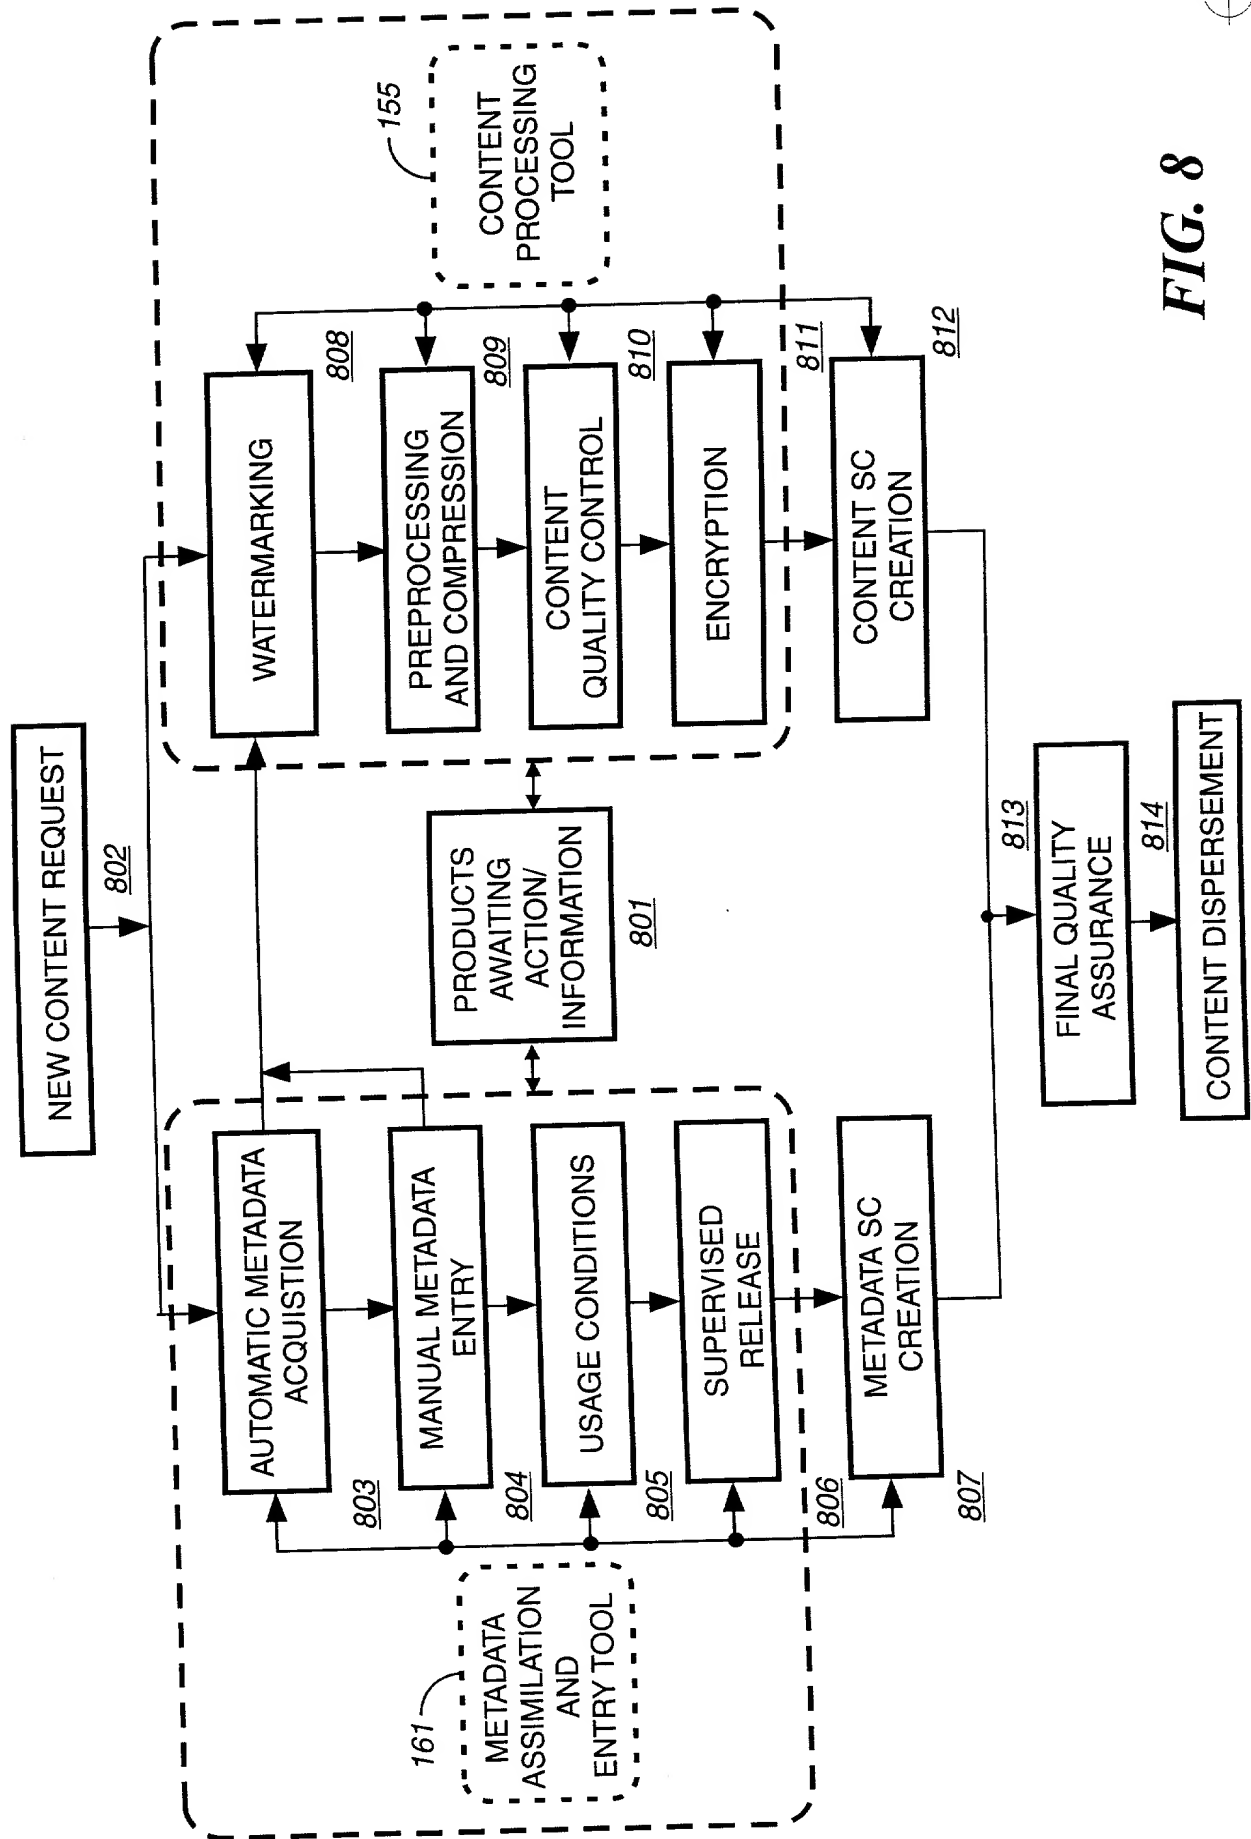 NEW CONTENT REQUEST
802
161
METADATA
ASSIMILATION AND
AND
ENTRY TOOL
AUTOMATIC METADATA
ACQUISTION
803
MANUAL METADATA
ENTRY
804
USAGE CONDITIONS
805
SUPERVISED
RELEASE
806
METADATA SC
CREATION
807
PRODUCTS
AWAITING
ACTION/
INFORMATION
801
WATERMARKING
808
PREPROCESSING
AND COMPRESSION
809
CONTENT
QUALITY CONTROL
810
ENCRYPTION
811
CONTENT SC
CREATION
812
155
CONTENT
PROCESSING
TOOL
813
FINAL QUALITY
ASSURANCE
814
CONTENT DISPERSEMENT
FIG. 8